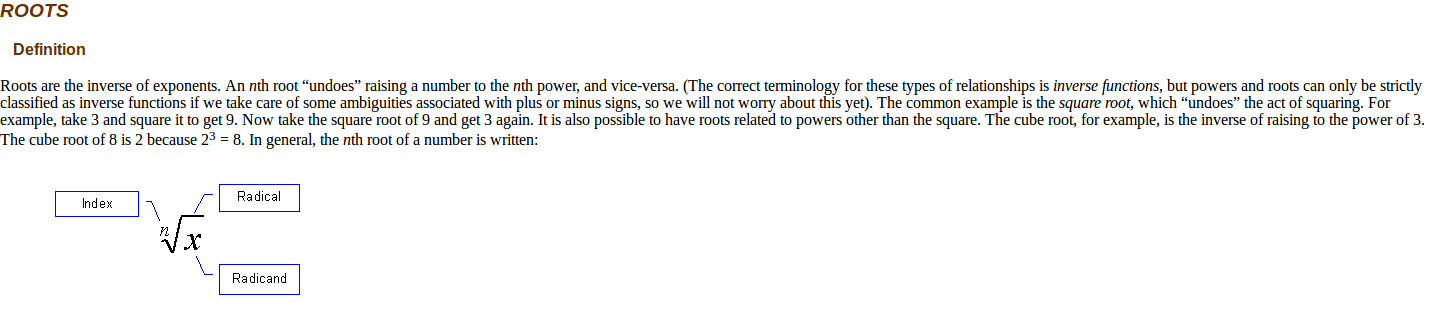 ROOTS
Definition
Roots are the inverse of exponents. An nth root “undoes” raising a number to the nth power, and vice-versa. (The correct terminology for these types of relationships is inverse functions, but powers and roots can only be strictly
classified as inverse functions if we take care of some ambiguities associated with plus or minus signs, so we will not worry about this yet). The common example is the square root, which “undoes” the act of squaring. For
example, take 3 and square it to get 9. Now take the square root of 9 and get 3 again. It is also possible to have roots related to powers other than the square. The cube root, for example, is the inverse of raising to the power of 3.
The cube root of 8 is 2 because 2³ = 8. In general, the nth root of a number is written:
Radical
Index
ⁿ√x
Radicand